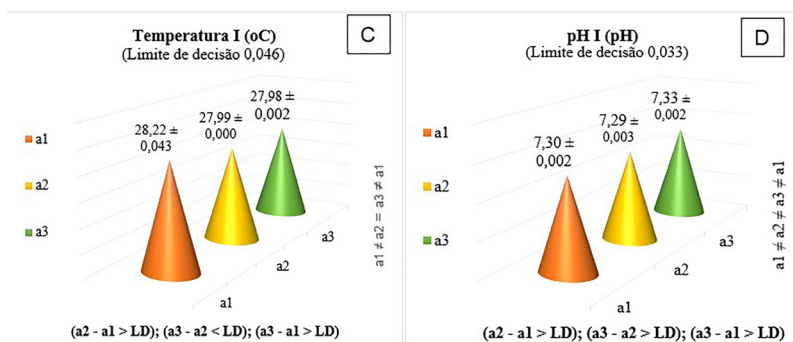 Temperatura I (oC)
(Limite de decisão 0,046)
C
28,22 ±
0,043
27,99 ±
0,000
27,98 ±
0,002
a1
a2
a3
a1
a2
a3
a1 ≠ a2 = a3 ≠ a1
(a2 - a1 > LD); (a3 - a2 < LD); (a3 - a1 > LD)
pH I (pH)
(Limite de decisão 0,033)
D
7,30 ±
0,002
7,29 ±
0,003
7,33 ±
0,002
a1
a2
a3
a1
a2
a3
a1 ≠ a2 ≠ a3 ≠ a1
(a2 - a1 > LD); (a3 - a2 > LD); (a3 - a1 > LD)